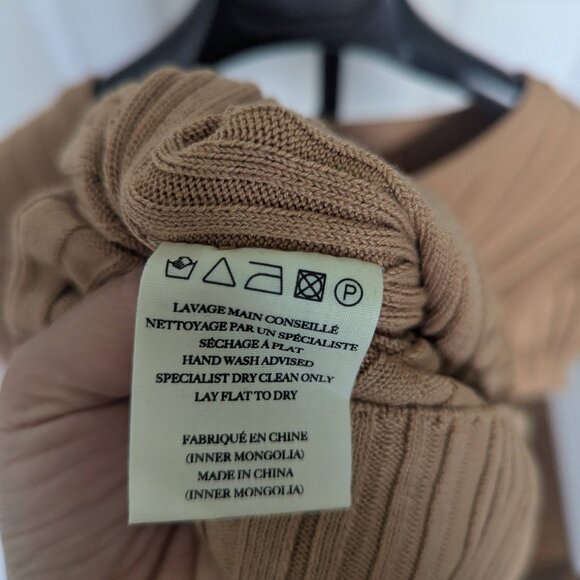 P
LAVAGE MAIN CONSEILLÉ
NETTOYAGE PAR UN SPÉCIALISTE
SÉCHAGE À PLAT
HAND WASH ADVISED
SPECIALIST DRY CLEAN ONLY
LAY FLAT TO DRY
FABRIQUÉ EN CHINE
(INNER MONGOLIA)
MADE IN CHINA
(INNER MONGOLIA)